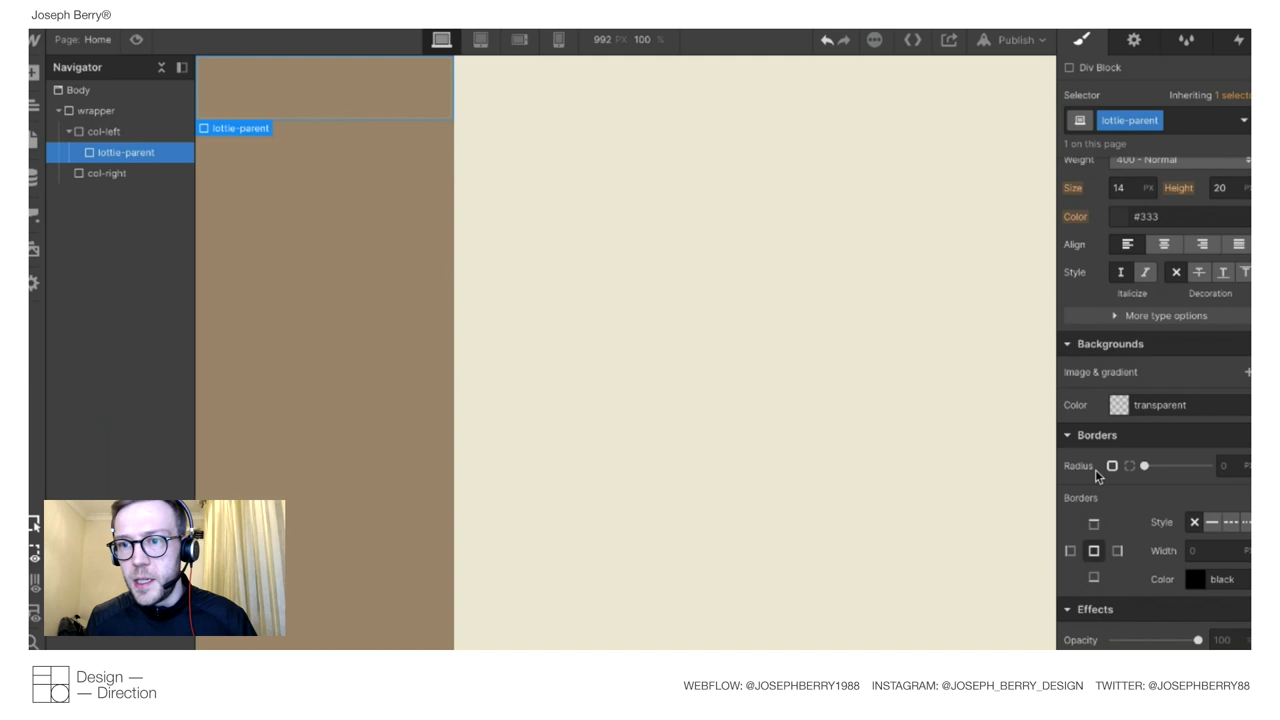 Joseph Berry®
Page: Home
992 PX 100 %
Publish
Navigator
Body
wrapper
col-left
lottie-parent
col-right
lottie-parent
Div Block
Selector
Inheriting 1 selecto
lottie-parent
1 on this page
Weight
400 - Normal
Size
14
PX
Height
20
Color
#333
Align
Style
Italicize
Decoration
More type options
Backgrounds
Image & gradient
Color
transparent
Borders
Radius
0
Borders
Style
Width
0
Color
black
Effects
Opacity
100
Design —
— Direction
WEBFLOW: @JOSEPHBERRY1988 INSTAGRAM: @JOSEPH_BERRY_DESIGN TWITTER: @JOSEPHBERRY88